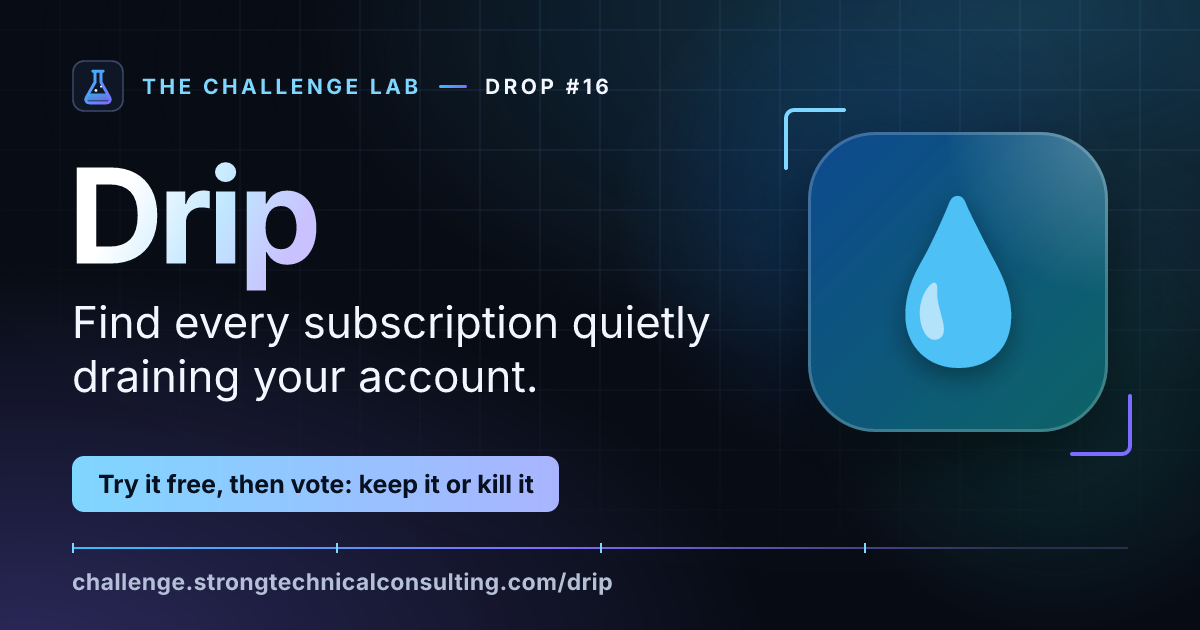 THE CHALLENGE LAB — DROP #16
Drip
Find every subscription quietly
draining your account.
Try it free, then vote: keep it or kill it
challenge.strongtechnicalconsulting.com/drip